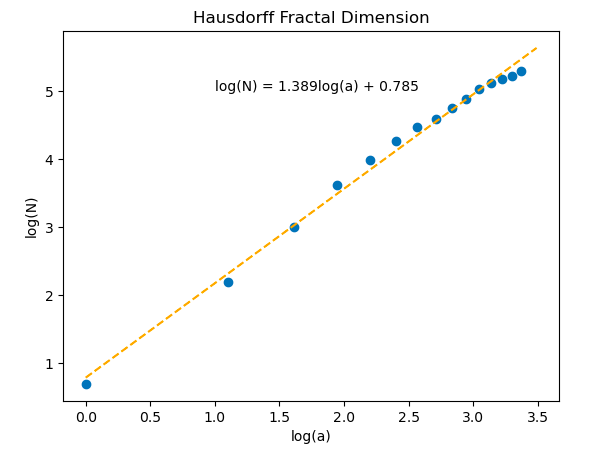 Hausdorff Fractal Dimension
log(N) = 1.389log(a) + 0.785
5
4
3
2
1
log(N)
0.0 0.5 1.0 1.5 2.0 2.5 3.0 3.5
log(a)